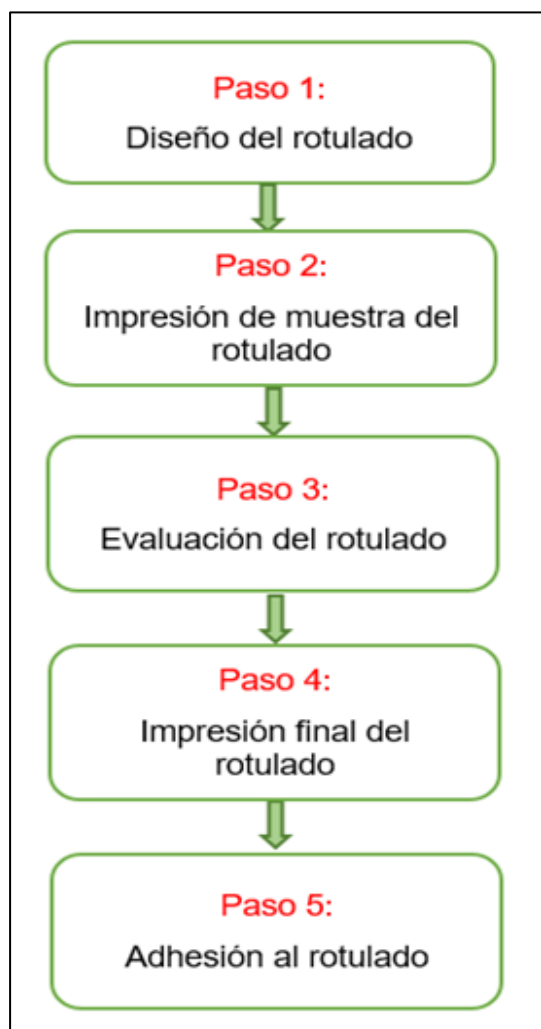 Paso 1:
Diseño del rotulado
Paso 2:
Impresión de muestra del
rotulado
Paso 3:
Evaluación del rotulado
Paso 4:
Impresión final del
rotulado
Paso 5:
Adhesión al rotulado